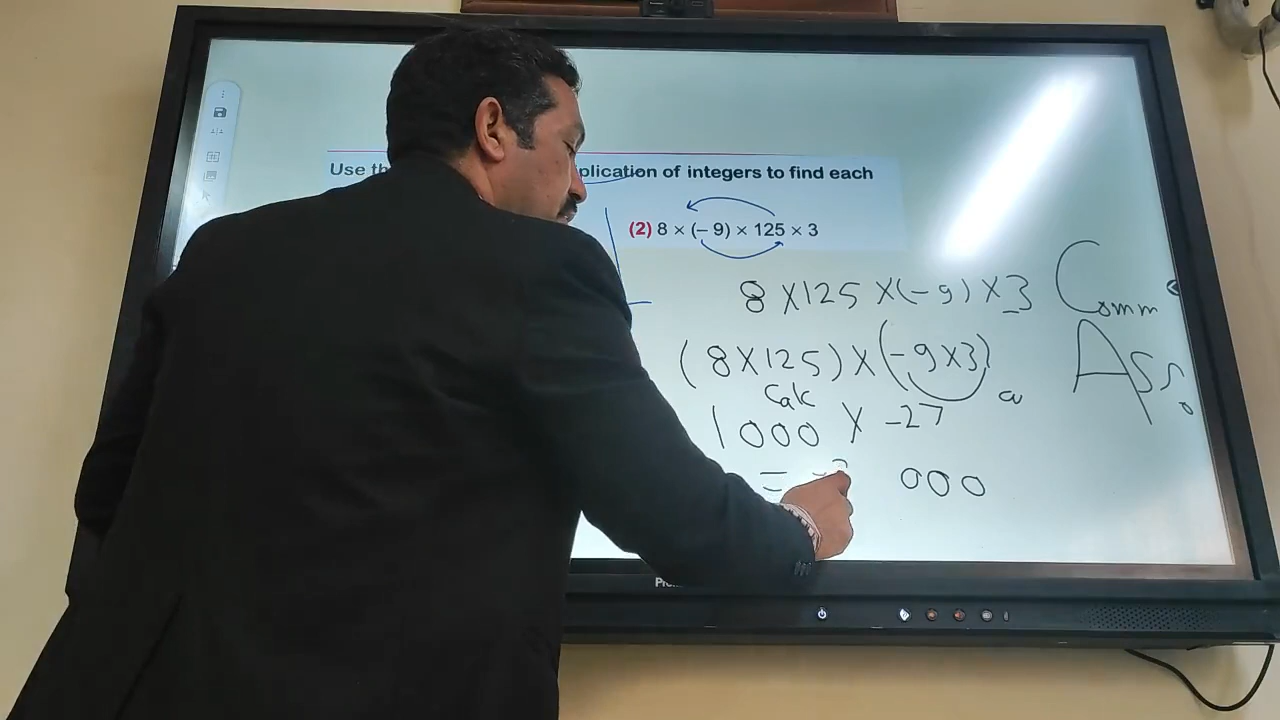 Use plication of integers to find each
(2) 8 × (– 9) × 125 × 3
8 × 125 × (-9) × 3 Comm
(8 × 125) × (-9 × 3) Ass.
Calc
1000 × -27
= 000